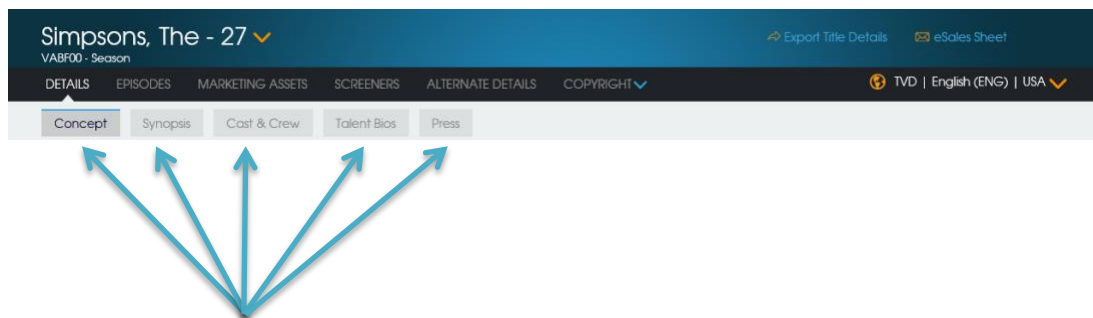 Simpsons, The - 27
Export Title Details eSales Sheet
VABF00 - Season
DETAILS EPISODES MARKETING ASSETS SCREENERS ALTERNATE DETAILS COPYRIGHT TVD | English (ENG) | USA
Concept Synopsis Cast & Crew Talent Bios Press